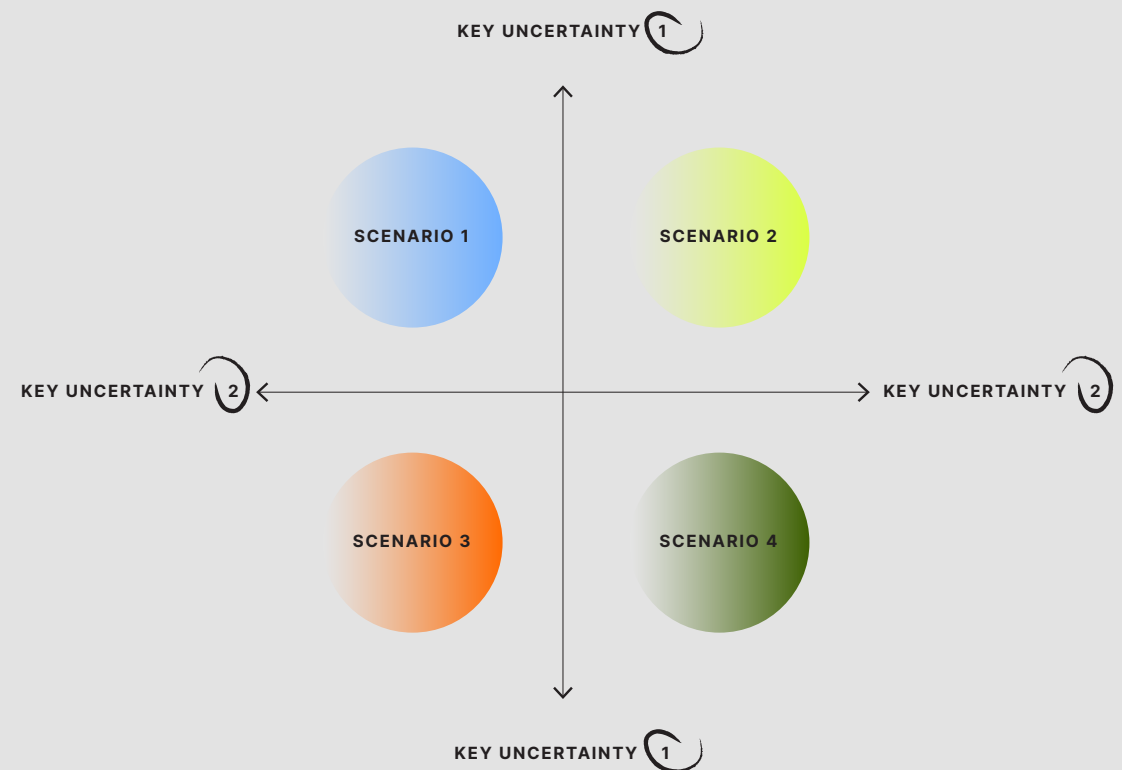 KEY UNCERTAINTY 1
SCENARIO 1
SCENARIO 2
KEY UNCERTAINTY 2
KEY UNCERTAINTY 2
SCENARIO 3
SCENARIO 4
KEY UNCERTAINTY 1